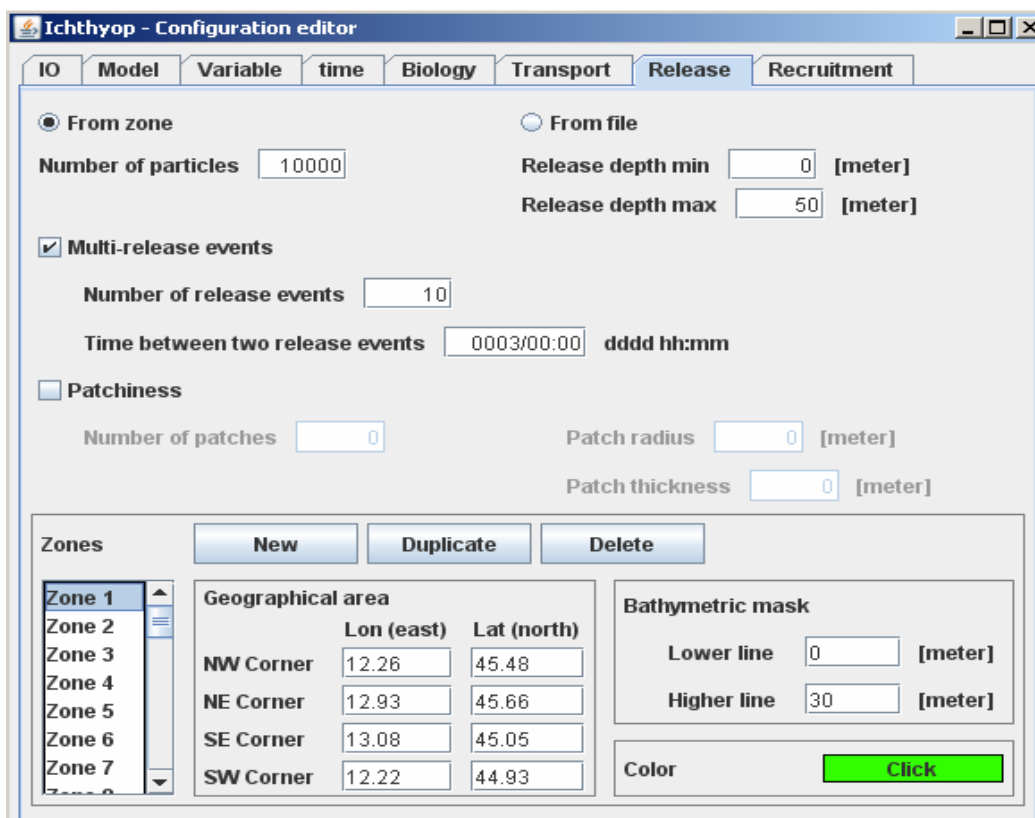 Ichthyop - Configuration editor
IO Model Variable time Biology Transport Release Recruitment
From zone From file
Number of particles 10000 Release depth min 0 [meter]
Release depth max 50 [meter]
Multi-release events
Number of release events 10
Time between two release events 0003/00:00 dddd hh:mm
Patchiness
Number of patches 0 Patch radius 0 [meter]
Patch thickness 0 [meter]
Zones New Duplicate Delete
Zone 1
Zone 2
Zone 3
Zone 4
Zone 5
Zone 6
Zone 7
Geographical area
Lon (east) Lat (north)
NW Corner 12.26 45.48
NE Corner 12.93 45.66
SE Corner 13.08 45.05
SW Corner 12.22 44.93
Bathymetric mask
Lower line 0 [meter]
Higher line 30 [meter]
Color Click